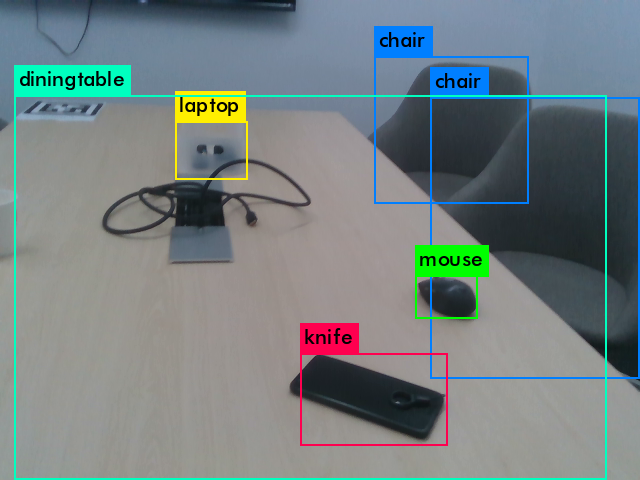 chair
chair
diningtable
laptop
mouse
knife